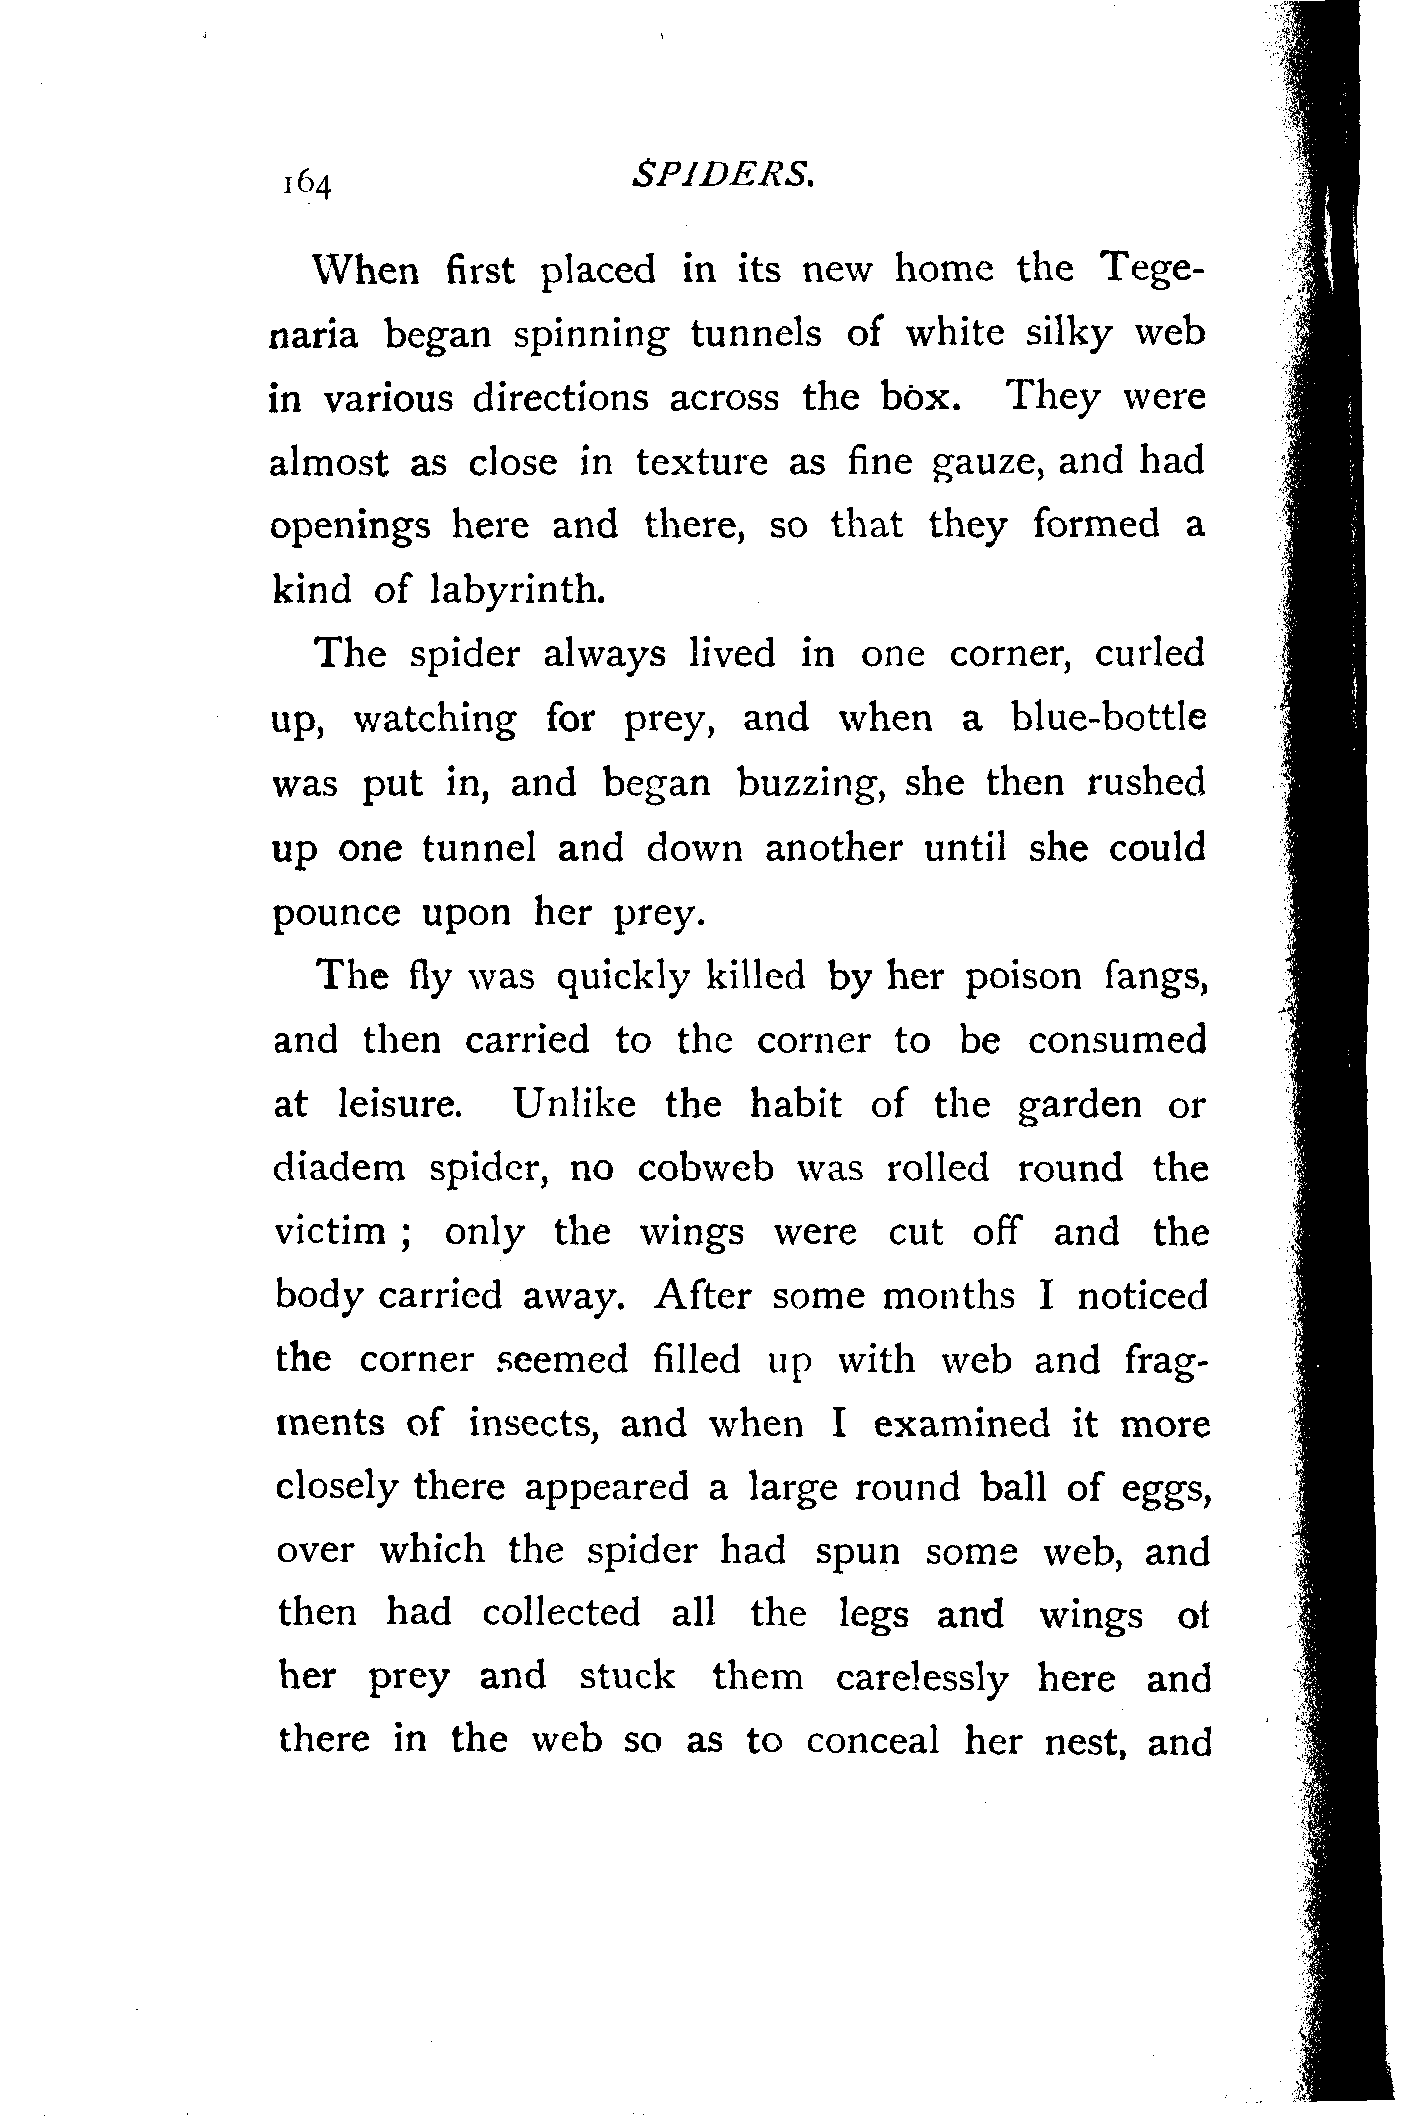 164 SPIDERS.
When first placed in its new home the Tege-
naria began spinning tunnels of white silky web
in various directions across the box. They were
almost as close in texture as fine gauze, and had
openings here and there, so that they formed a
kind of labyrinth.
The spider always lived in one corner, curled
up, watching for prey, and when a blue-bottle
was put in, and began buzzing, she then rushed
up one tunnel and down another until she could
pounce upon her prey.
The fly was quickly killed by her poison fangs,
and then carried to the corner to be consumed
at leisure. Unlike the habit of the garden or
diadem spider, no cobweb was rolled round the
victim ; only the wings were cut off and the
body carried away. After some months I noticed
the corner seemed filled up with web and frag-
ments of insects, and when I examined it more
closely there appeared a large round ball of eggs,
over which the spider had spun some web, and
then had collected all the legs and wings of
her prey and stuck them carelessly here and
there in the web so as to conceal her nest, and